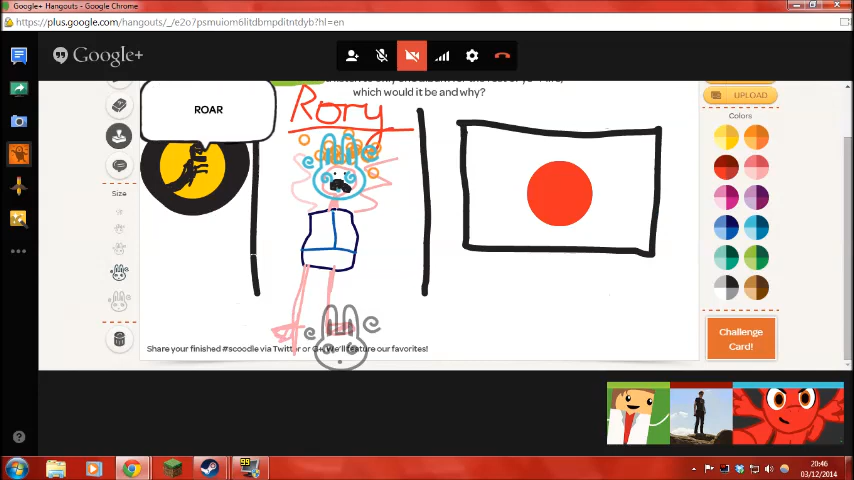 Google+ Hangouts - Google Chrome
https://plus.google.com/hangouts/_/e2o7psmuiom6litdbmpditntdyb?hl=en
Google+
which would it be and why?
ROAR
Rory
UPLOAD
Colors
Size
Challenge
Card!
Share your finished #scoodle via Twitter or G+, we'll feature our favorites!
99
20:46
03/12/2014